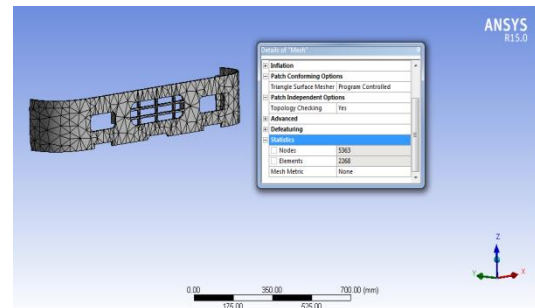 ANSYS
R15.0
Details of "Mesh"
Inflation
Patch Conforming Options
Triangle Surface Mesher Program Controlled
Patch Independent Options
Topology Checking Yes
Advanced
Defeaturing
Statistics
Nodes 5363
Elements 2268
Mesh Metric None
Z
Y X
0.00 350.00 700.00 (mm)
175.00 525.00